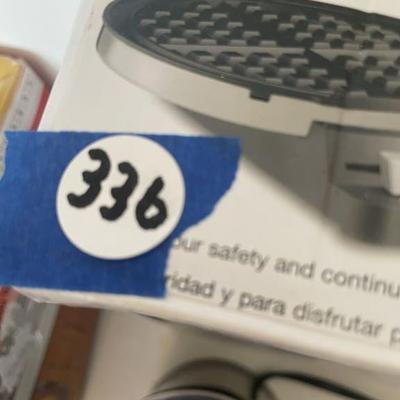 336
our safety and continu
ridad y para disfrutar p